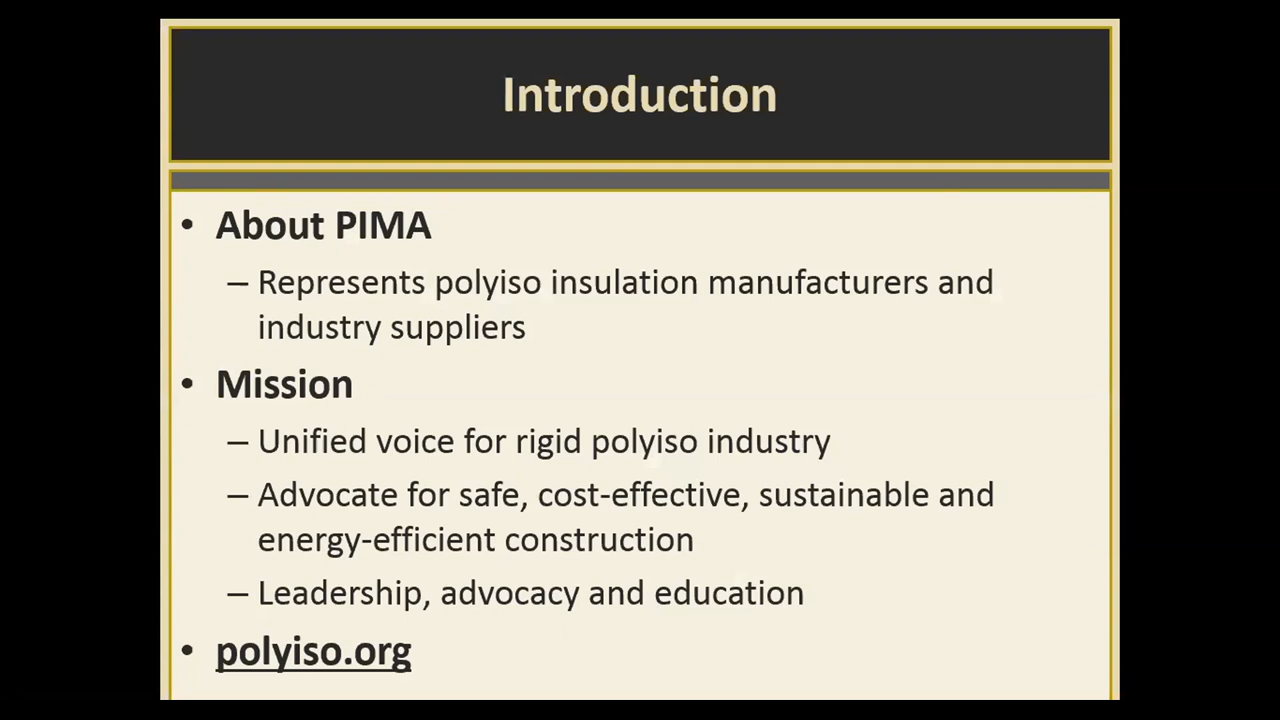 Introduction
• About PIMA
– Represents polyiso insulation manufacturers and
industry suppliers
• Mission
– Unified voice for rigid polyiso industry
– Advocate for safe, cost-effective, sustainable and
energy-efficient construction
– Leadership, advocacy and education
• polyiso.org